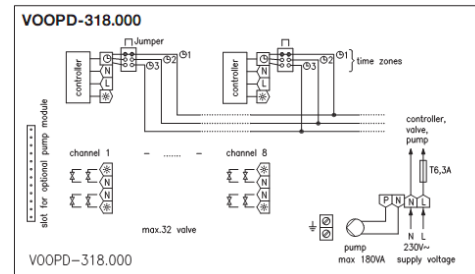 VOOPD-318.000
Jumper
1
2
3
controller
N
L
Jumper
1
2
3
time zones
controller
N
L
slot for optional pump module
channel 1
- ........ -
channel 8
N
N
N
N
max.32 valve
controller,
valve,
pump
T6,3A
P N N L
N L
pump
max 180VA
230V~
supply voltage
VOOPD-318.000